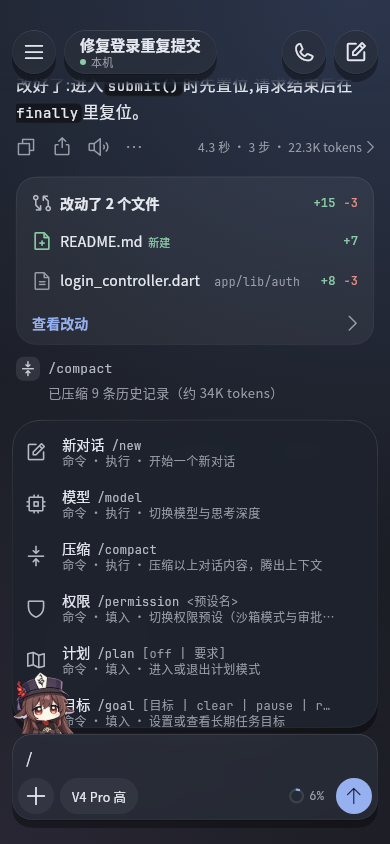 修复登录重复提交
本机
改好了:进入 submit() 时先置位,请求结束后在
finally 里复位。
4.3 秒 · 3 步 · 22.3K tokens
改动了 2 个文件 +15 -3
README.md 新建 +7
login_controller.dart app/lib/auth +8 -3
查看改动
/compact
已压缩 9 条历史记录（约 34K tokens）
新对话 /new
命令 · 执行 · 开始一个新对话
模型 /model
命令 · 执行 · 切换模型与思考深度
压缩 /compact
命令 · 执行 · 压缩以上对话内容，腾出上下文
权限 /permission <预设名>
命令 · 填入 · 切换权限预设（沙箱模式与审批…
计划 /plan [off | 要求]
命令 · 填入 · 进入或退出计划模式
目标 /goal [目标 | clear | pause | r…
命令 · 填入 · 设置或查看长期任务目标
/
V4 Pro 高
6%